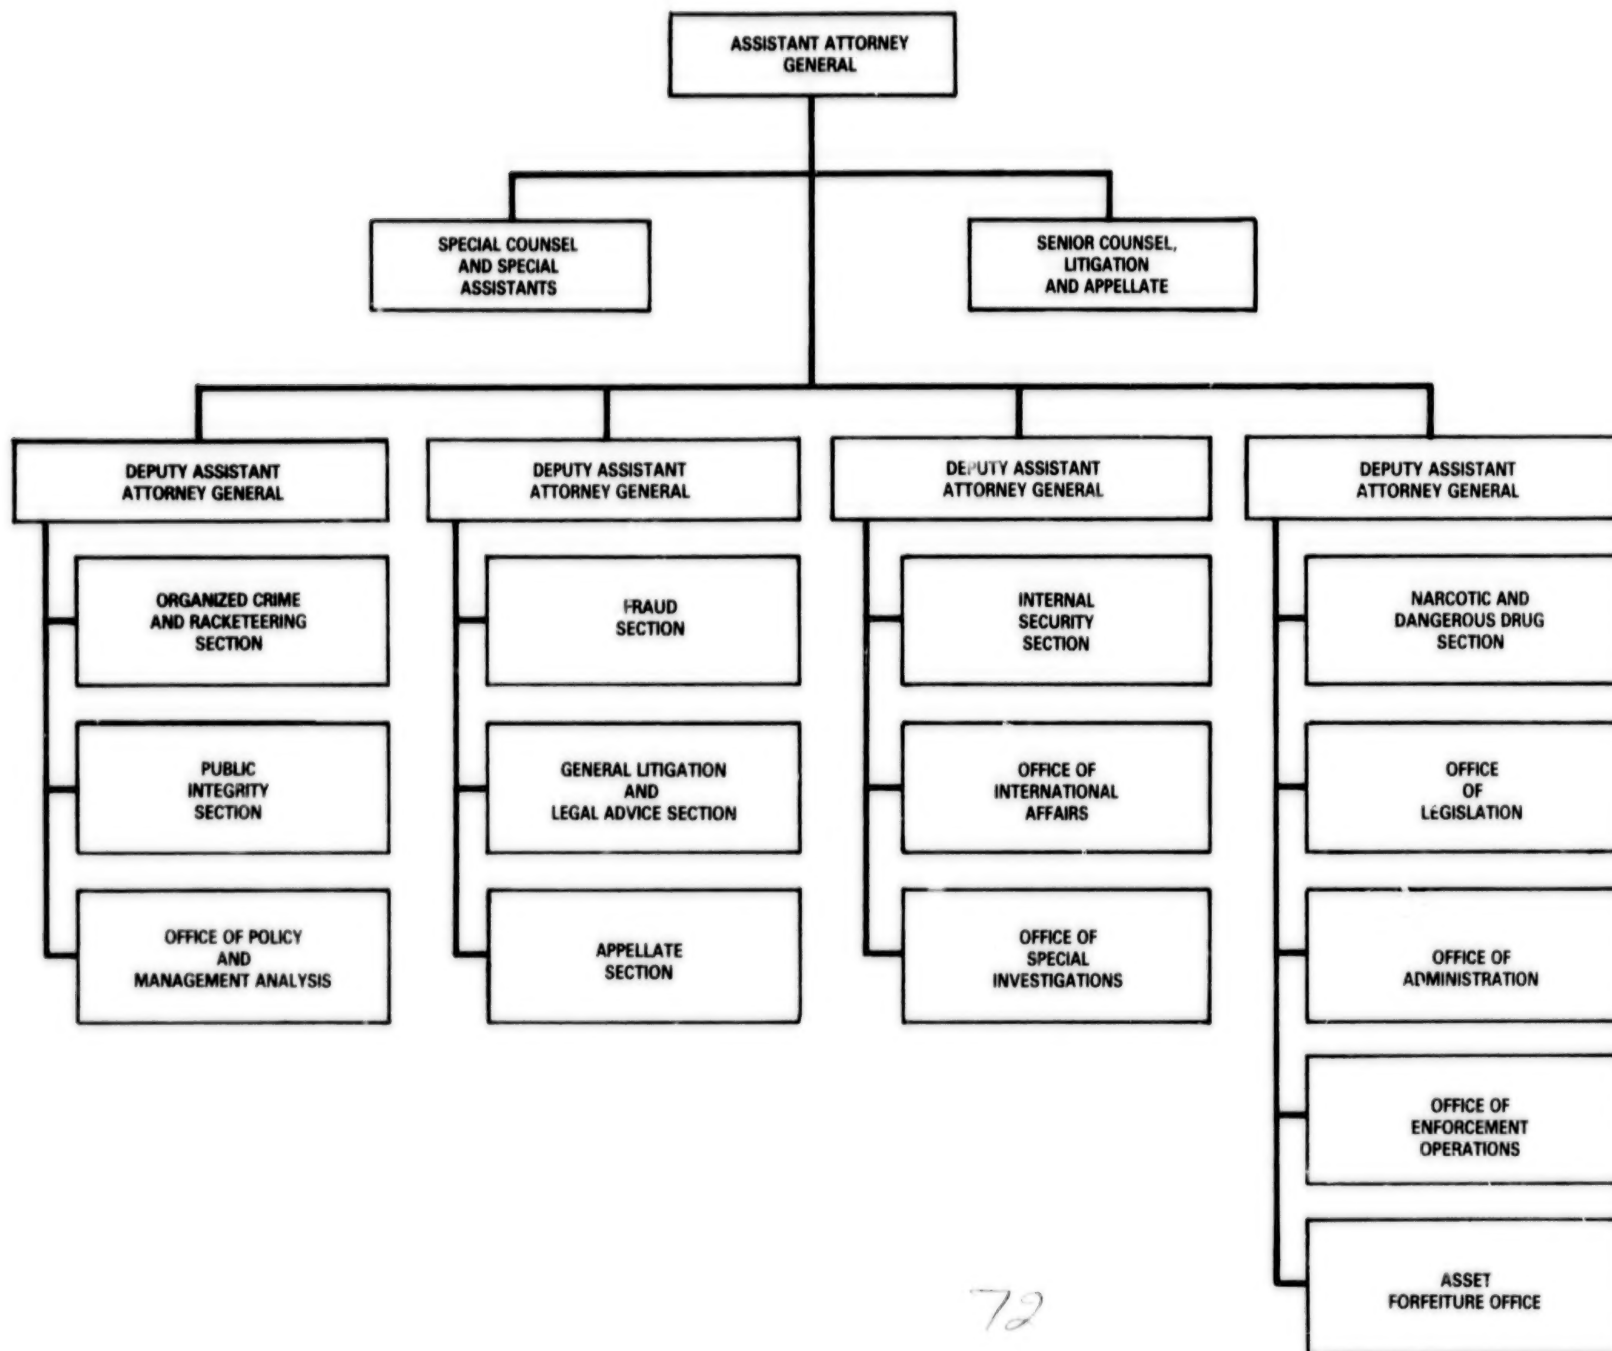 ASSISTANT ATTORNEY
GENERAL
SPECIAL COUNSEL
AND SPECIAL
ASSISTANTS
SENIOR COUNSEL,
LITIGATION
AND APPELLATE
DEPUTY ASSISTANT
ATTORNEY GENERAL
ORGANIZED CRIME
AND RACKETEERING
SECTION
PUBLIC
INTEGRITY
SECTION
OFFICE OF POLICY
AND
MANAGEMENT ANALYSIS
DEPUTY ASSISTANT
ATTORNEY GENERAL
FRAUD
SECTION
GENERAL LITIGATION
AND
LEGAL ADVICE SECTION
APPELLATE
SECTION
DEPUTY ASSISTANT
ATTORNEY GENERAL
INTERNAL
SECURITY
SECTION
OFFICE OF
INTERNATIONAL
AFFAIRS
OFFICE OF
SPECIAL
INVESTIGATIONS
DEPUTY ASSISTANT
ATTORNEY GENERAL
NARCOTIC AND
DANGEROUS DRUG
SECTION
OFFICE
OF
LEGISLATION
OFFICE OF
ADMINISTRATION
OFFICE OF
ENFORCEMENT
OPERATIONS
ASSET
FORFEITURE OFFICE
72